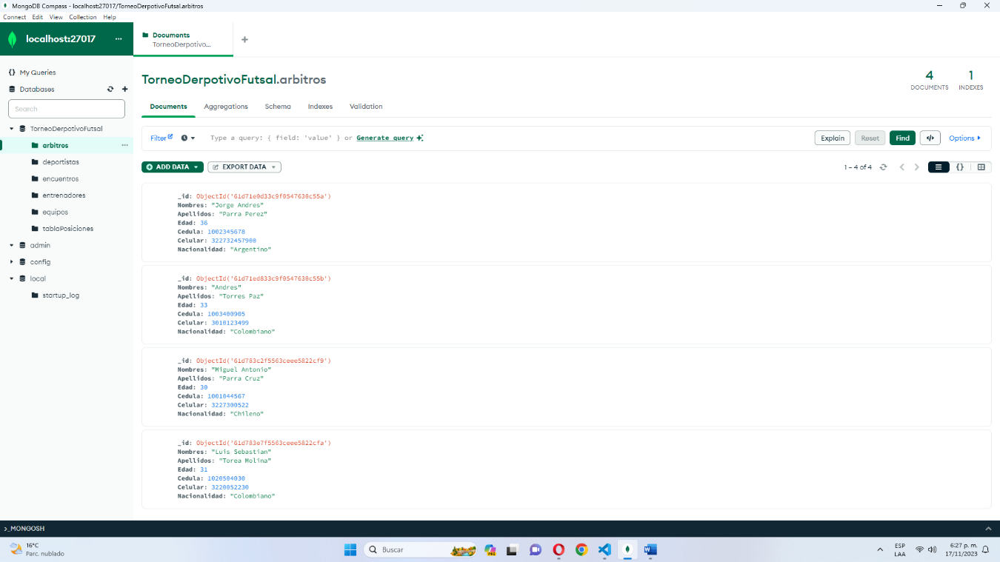 MongoDB Compass - localhost:27017/TorneoDerpotivoFutsal.arbitros
Connect Edit View Collection Help
localhost:27017 ...
Documents
TorneoDerpotivo...
+
{} My Queries
Databases
Search
TorneoDerpotivoFutsal
arbitros ...
deportistas
encuentros
entrenadores
equipos
tablaPosiciones
admin
config
local
startup_log
TorneoDerpotivoFutsal.arbitros
4
DOCUMENTS
1
INDEXES
Documents Aggregations Schema Indexes Validation
Filter Type a query: { field: 'value' } or Generate query Explain Reset Find </> Options
ADD DATA EXPORT DATA 1 – 4 of 4 {}
_id: ObjectId('61d71e0d33c9f0547630c55a')
Nombres: "Jorge Andres"
Apellidos: "Parra Perez"
Edad: 36
Cedula: 1002345678
Celular: 322732457900
Nacionalidad: "Argentino"
_id: ObjectId('61d71ed833c9f0547630c55b')
Nombres: "Andres"
Apellidos: "Torres Paz"
Edad: 33
Cedula: 1003400905
Celular: 3010123499
Nacionalidad: "Colombiano"
_id: ObjectId('61d783c2f5563ceee5822cf9')
Nombres: "Miguel Antonio"
Apellidos: "Parra Cruz"
Edad: 30
Cedula: 1001044567
Celular: 3227300522
Nacionalidad: "Chileno"
_id: ObjectId('61d783e7f5563ceee5822cfa')
Nombres: "Luis Sebastian"
Apellidos: "Torea Molina"
Edad: 31
Cedula: 1020504030
Celular: 3220052230
Nacionalidad: "Colombiano"
>_MONGOSH
16°C
Parc. nublado
Buscar
ESP
LAA
6:27 p. m.
17/11/2023